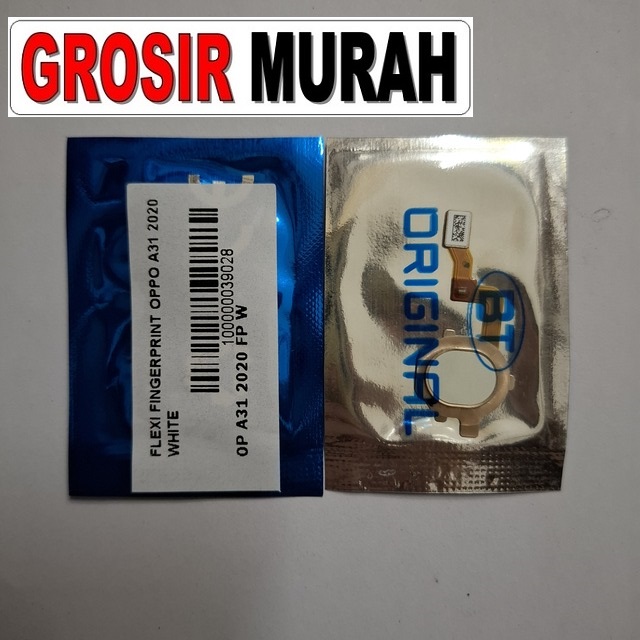 GROSIR MURAH
FLEXI FINGERPRINT OPPO A31 2020
WHITE
100000039028
OP A31 2020 FP W
ORIGINAL
BT